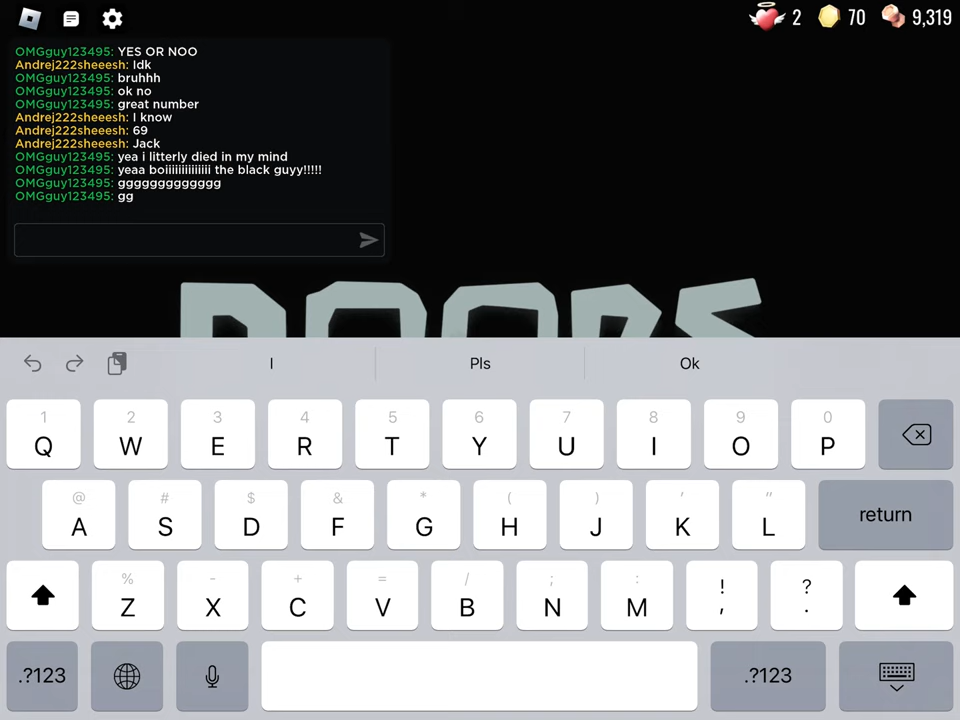 2 70 9,319
OMGguy123495: YES OR NOO
Andrej222sheeesh: Idk
OMGguy123495: bruhhh
OMGguy123495: ok no
OMGguy123495: great number
Andrej222sheeesh: I know
Andrej222sheeesh: 69
Andrej222sheeesh: Jack
OMGguy123495: yea i litterly died in my mind
OMGguy123495: yeaa boiiiiiiiiiiiiii the black guyy!!!!!
OMGguy123495: ggggggggggggg
OMGguy123495: gg
DOORS
I Pls Ok
1 2 3 4 5 6 7 8 9 0
Q W E R T Y U I O P
@ # $ & * ( ) ' "
A S D F G H J K L return
% - + = / ; : ! ?
Z X C V B N M , .
.?123 .?123